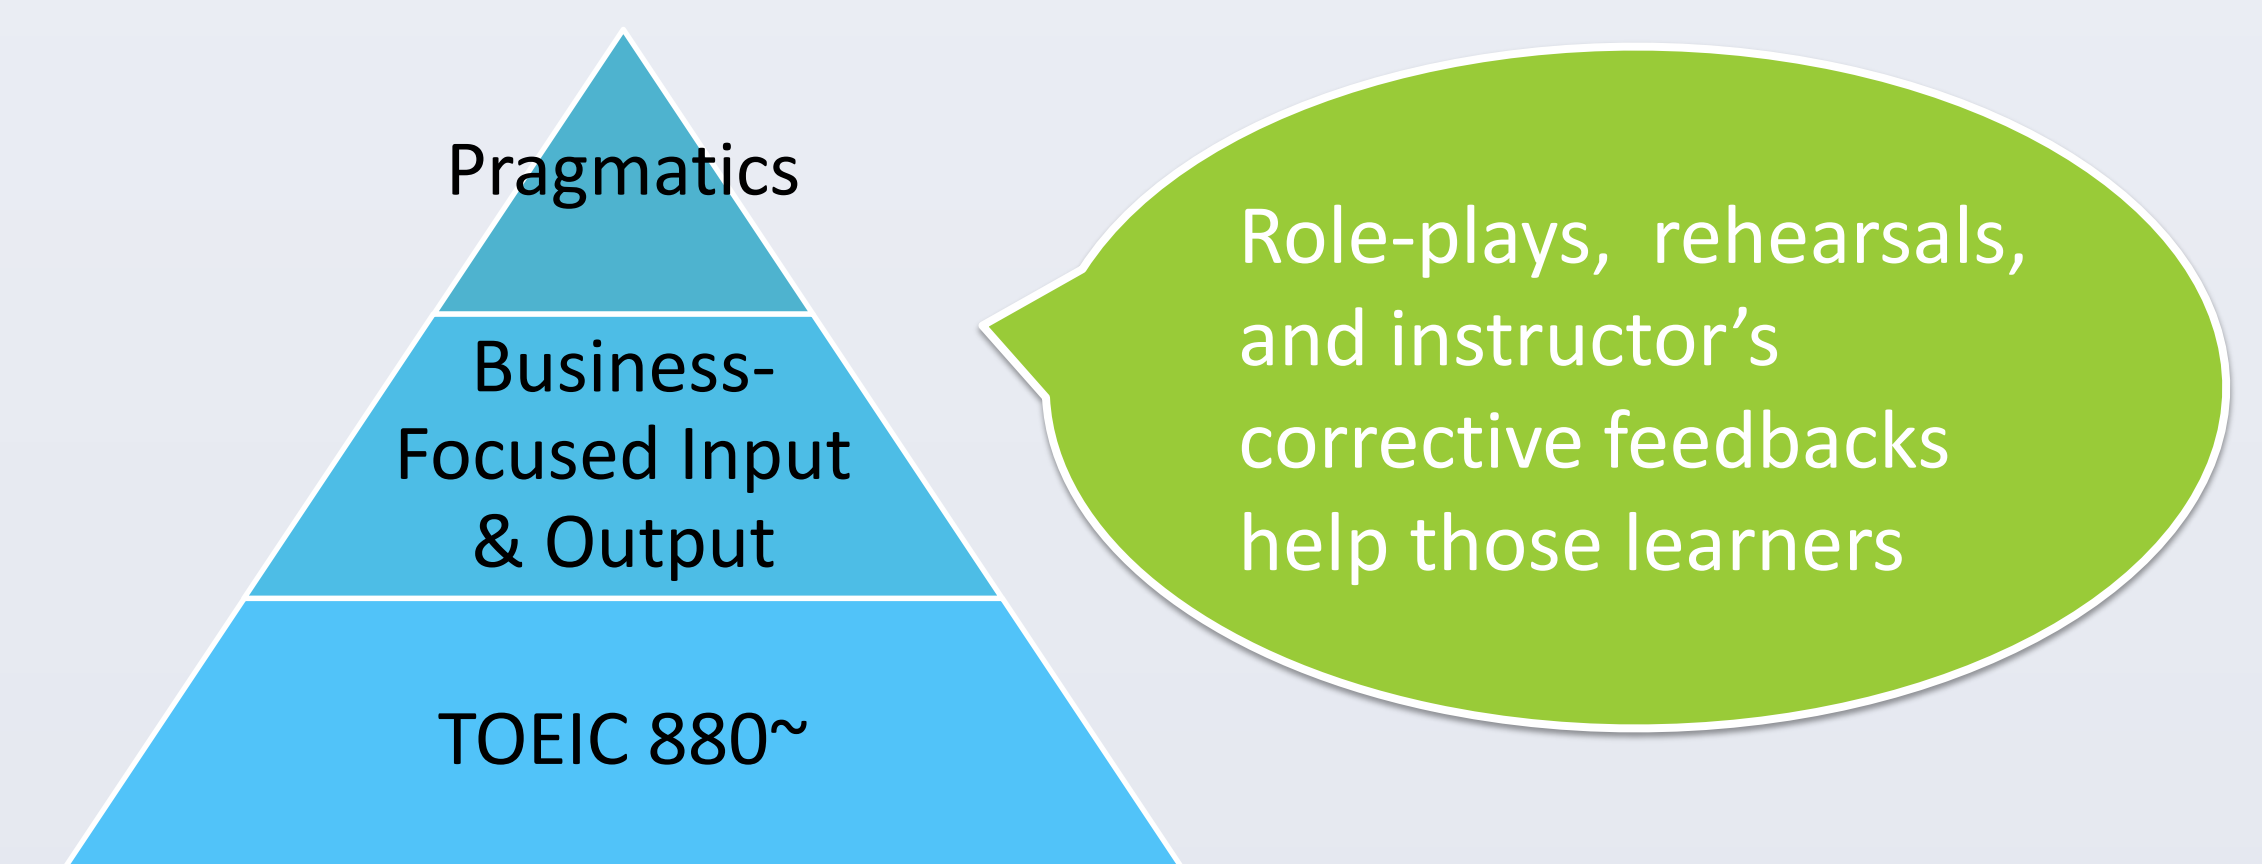 Pragmatics
Business-
Focused Input
& Output
TOEIC 880~
Role-plays,  rehearsals,
and instructor’s
corrective feedbacks
help those learners